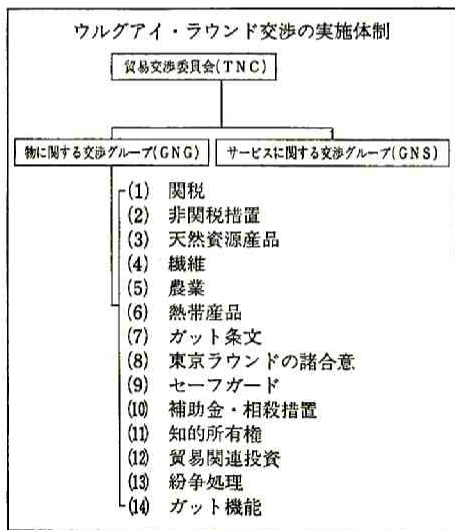 ウルグアイ・ラウンド交渉の実施体制
貿易交渉委員会(TNC)
物に関する交渉グループ(GNG) サービスに関する交渉グループ(GNS)
(1) 関税
(2) 非関税措置
(3) 天然資源産品
(4) 繊維
(5) 農業
(6) 熱帯産品
(7) ガット条文
(8) 東京ラウンドの諸合意
(9) セーフガード
(10) 補助金・相殺措置
(11) 知的所有権
(12) 貿易関連投資
(13) 紛争処理
(14) ガット機能